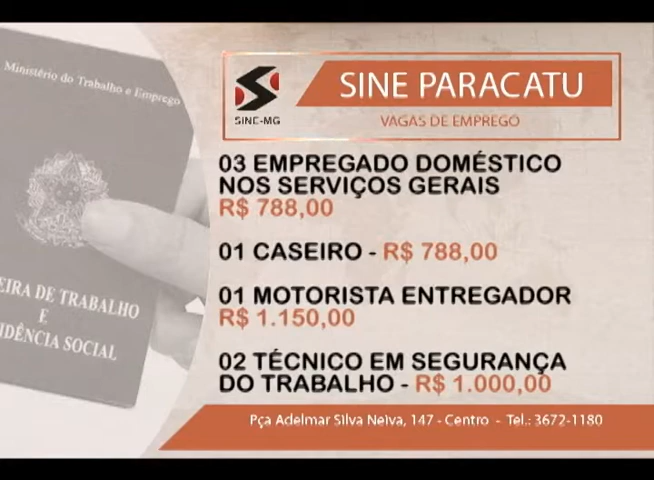 Ministério do Trabalho e Emprego
EIRA DE TRABALHO
E
IDÊNCIA SOCIAL
SINE-MG
SINE PARACATU
VAGAS DE EMPREGO
03 EMPREGADO DOMÉSTICO
NOS SERVIÇOS GERAIS
R$ 788,00
01 CASEIRO - R$ 788,00
01 MOTORISTA ENTREGADOR
R$ 1.150,00
02 TÉCNICO EM SEGURANÇA
DO TRABALHO - R$ 1.000,00
Pça Adelmar Silva Neiva, 147 - Centro - Tel.: 3672-1180